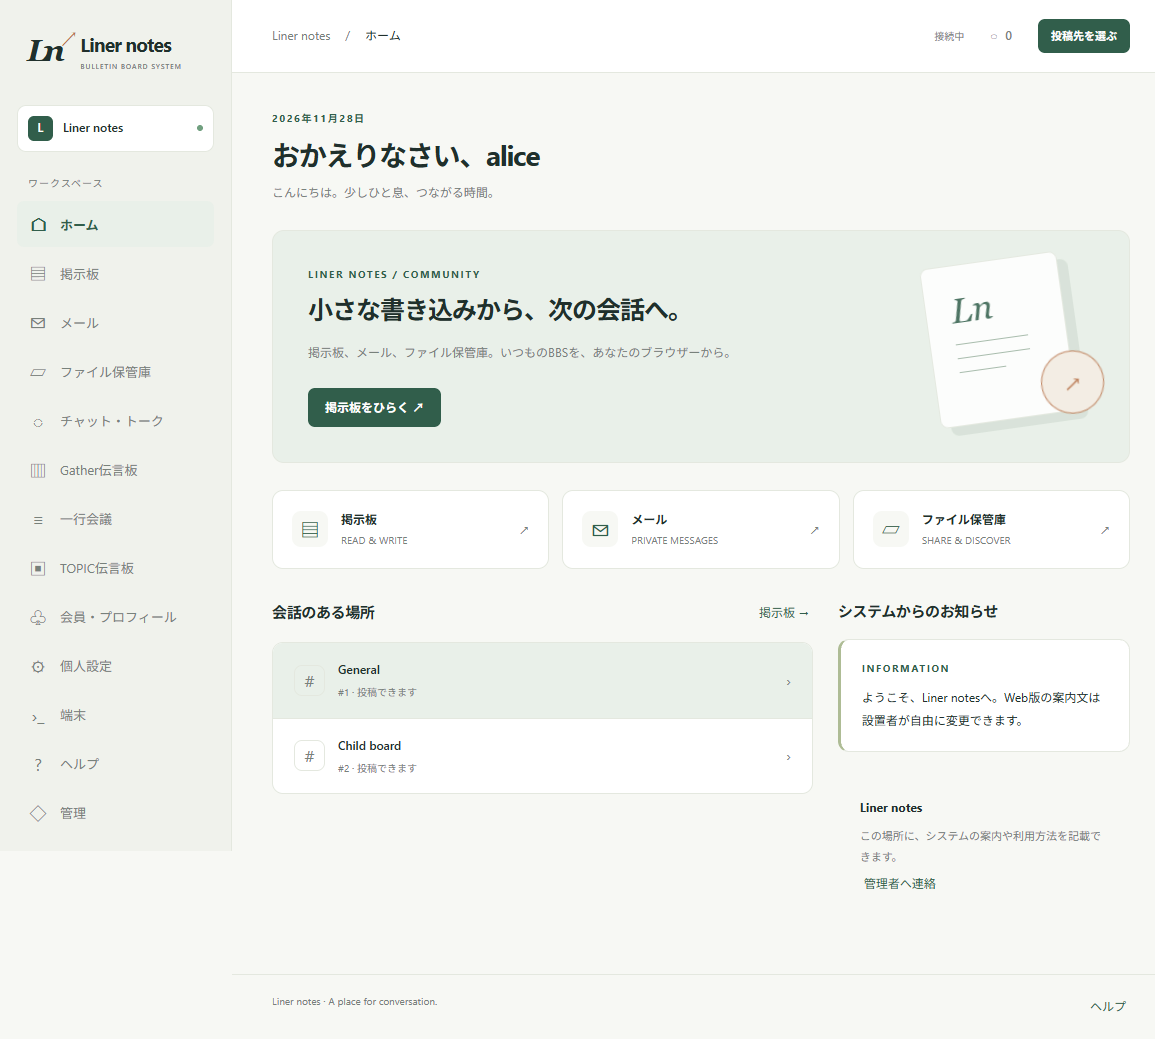 Ln Liner notes
BULLETIN BOARD SYSTEM
L Liner notes
ワークスペース
ホーム
掲示板
メール
ファイル保管庫
チャット・トーク
Gather伝言板
一行会議
TOPIC伝言板
会員・プロフィール
個人設定
›_ 端末
? ヘルプ
管理
Liner notes / ホーム
接続中 ○ 0
投稿先を選ぶ
2026年11月28日
おかえりなさい、alice
こんにちは。少しひと息、つながる時間。
LINER NOTES / COMMUNITY
小さな書き込みから、次の会話へ。
掲示板、メール、ファイル保管庫。いつものBBSを、あなたのブラウザーから。
掲示板をひらく ↗
Ln
↗
掲示板 ↗
READ & WRITE
メール ↗
PRIVATE MESSAGES
ファイル保管庫 ↗
SHARE & DISCOVER
会話のある場所
掲示板 →
# General ›
#1 · 投稿できます
# Child board ›
#2 · 投稿できます
システムからのお知らせ
INFORMATION
ようこそ、Liner notesへ。Web版の案内文は
設置者が自由に変更できます。
Liner notes
この場所に、システムの案内や利用方法を記載で
きます。
管理者へ連絡
Liner notes · A place for conversation.
ヘルプ